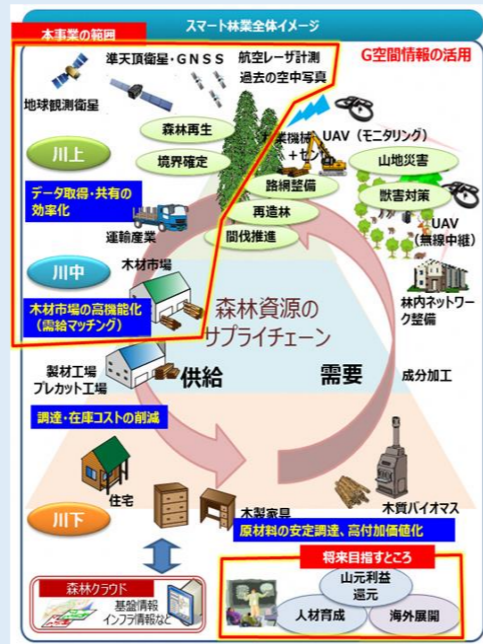 スマート林業全体イメージ
本事業の範囲
準天頂衛星・GNSS
航空レーザ計測
過去の空中写真
G空間情報の活用
地球観測衛星
森林再生
境界確定
川上
UAV（モニタリング）
＋セン
山地災害
路網整備
獣害対策
データ取得・共有の
効率化
再造林
UAV
（無線中継）
運輸産業
間伐推進
川中
木材市場
林内ネットワー
ク整備
木材市場の高機能化
（需給マッチング）
森林資源の
サプライチェーン
製材工場
プレカット工場
供給
需要
成分加工
調達・在庫コストの削減
住宅
木製家具
木質バイオマス
川下
原材料の安定調達、高付加価値化
将来目指すところ
森林クラウド
基盤情報
インフラ情報など
山元利益
還元
人材育成
海外展開